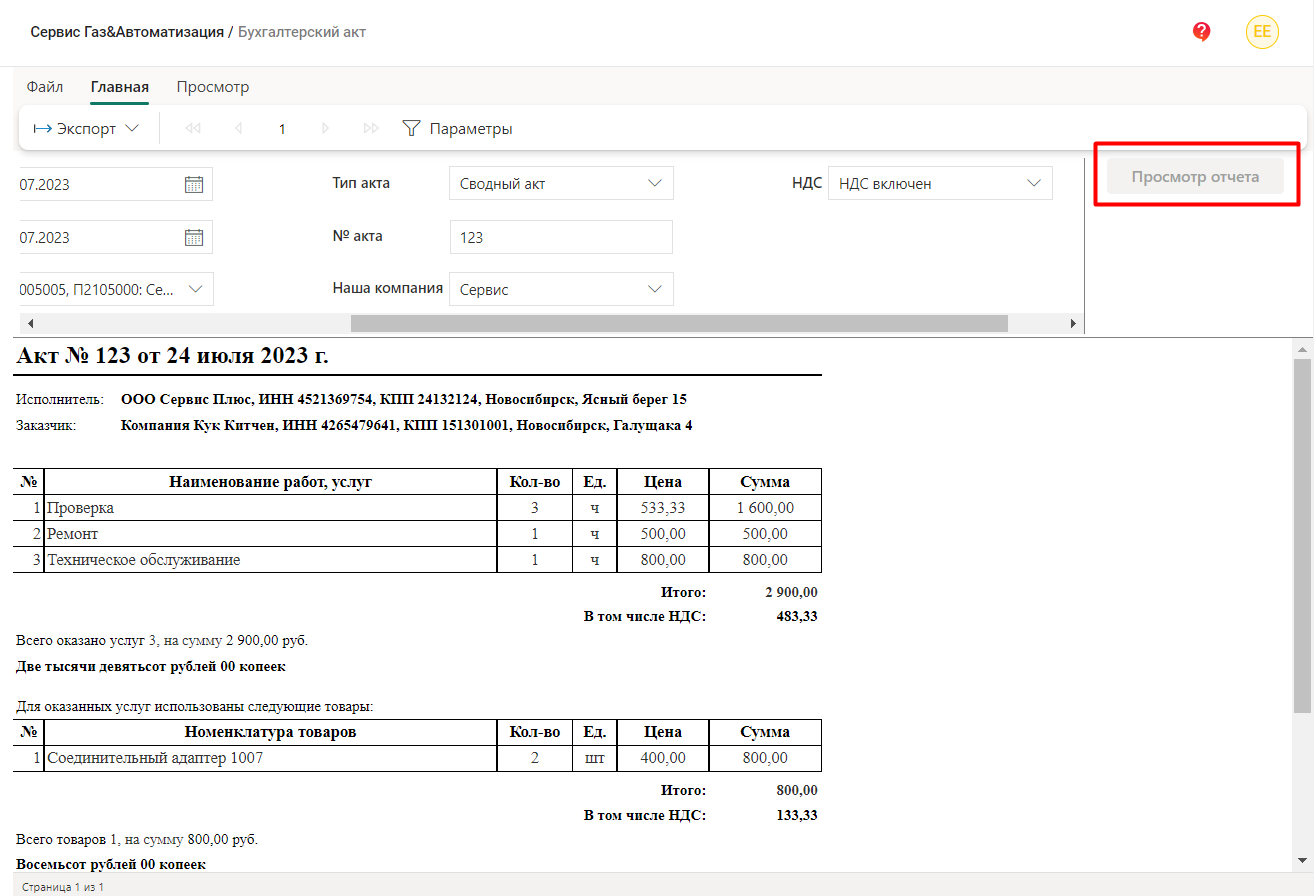 Сервис Газ&Автоматизация / Бухгалтерский акт
?
EE
Файл Главная Просмотр
Экспорт 1 Параметры
07.2023 Тип акта Сводный акт НДС НДС включен Просмотр отчета
07.2023 № акта 123
005005, П2105000: Се... Наша компания Сервис
Акт № 123 от 24 июля 2023 г.
Исполнитель: ООО Сервис Плюс, ИНН 4521369754, КПП 24132124, Новосибирск, Ясный берег 15
Заказчик: Компания Кук Китчен, ИНН 4265479641, КПП 151301001, Новосибирск, Галущака 4
№ Наименование работ, услуг Кол-во Ед. Цена Сумма
1 Проверка 3 ч 533,33 1 600,00
2 Ремонт 1 ч 500,00 500,00
3 Техническое обслуживание 1 ч 800,00 800,00
Итого: 2 900,00
В том числе НДС: 483,33
Всего оказано услуг 3, на сумму 2 900,00 руб.
Две тысячи девятьсот рублей 00 копеек
Для оказанных услуг использованы следующие товары:
№ Номенклатура товаров Кол-во Ед. Цена Сумма
1 Соединительный адаптер 1007 2 шт 400,00 800,00
Итого: 800,00
В том числе НДС: 133,33
Всего товаров 1, на сумму 800,00 руб.
Восемьсот рублей 00 копеек
Страница 1 из 1